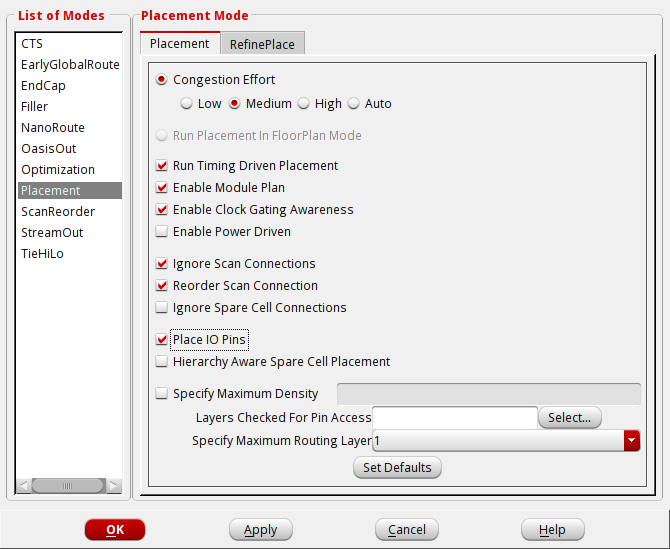 List of Modes
CTS
EarlyGlobalRoute
EndCap
Filler
NanoRoute
OasisOut
Optimization
Placement
ScanReorder
StreamOut
TieHiLo
Placement Mode
Placement RefinePlace
Congestion Effort
Low Medium High Auto
Run Placement In FloorPlan Mode
Run Timing Driven Placement
Enable Module Plan
Enable Clock Gating Awareness
Enable Power Driven
Ignore Scan Connections
Reorder Scan Connection
Ignore Spare Cell Connections
Place IO Pins
Hierarchy Aware Spare Cell Placement
Specify Maximum Density
Layers Checked For Pin Access Select...
Specify Maximum Routing Layer 1
Set Defaults
OK Apply Cancel Help